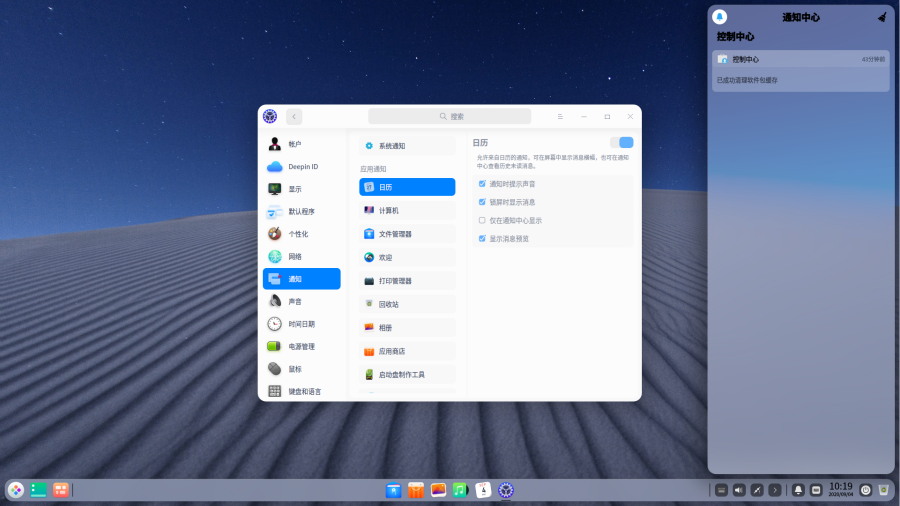 通知中心
控制中心
控制中心
43分钟前
已成功清理软件包缓存
搜索
帐户
Deepin ID
显示
默认程序
个性化
网络
通知
声音
时间日期
电源管理
鼠标
键盘和语言
系统通知
应用通知
日历
计算机
文件管理器
欢迎
打印管理器
回收站
相册
应用商店
启动盘制作工具
日历
允许来自日历的通知，可在屏幕中显示消息横幅，也可在通知
中心查看历史未读消息。
通知时提示声音
锁屏时显示消息
仅在通知中心显示
显示消息预览
10:19
2020/09/04